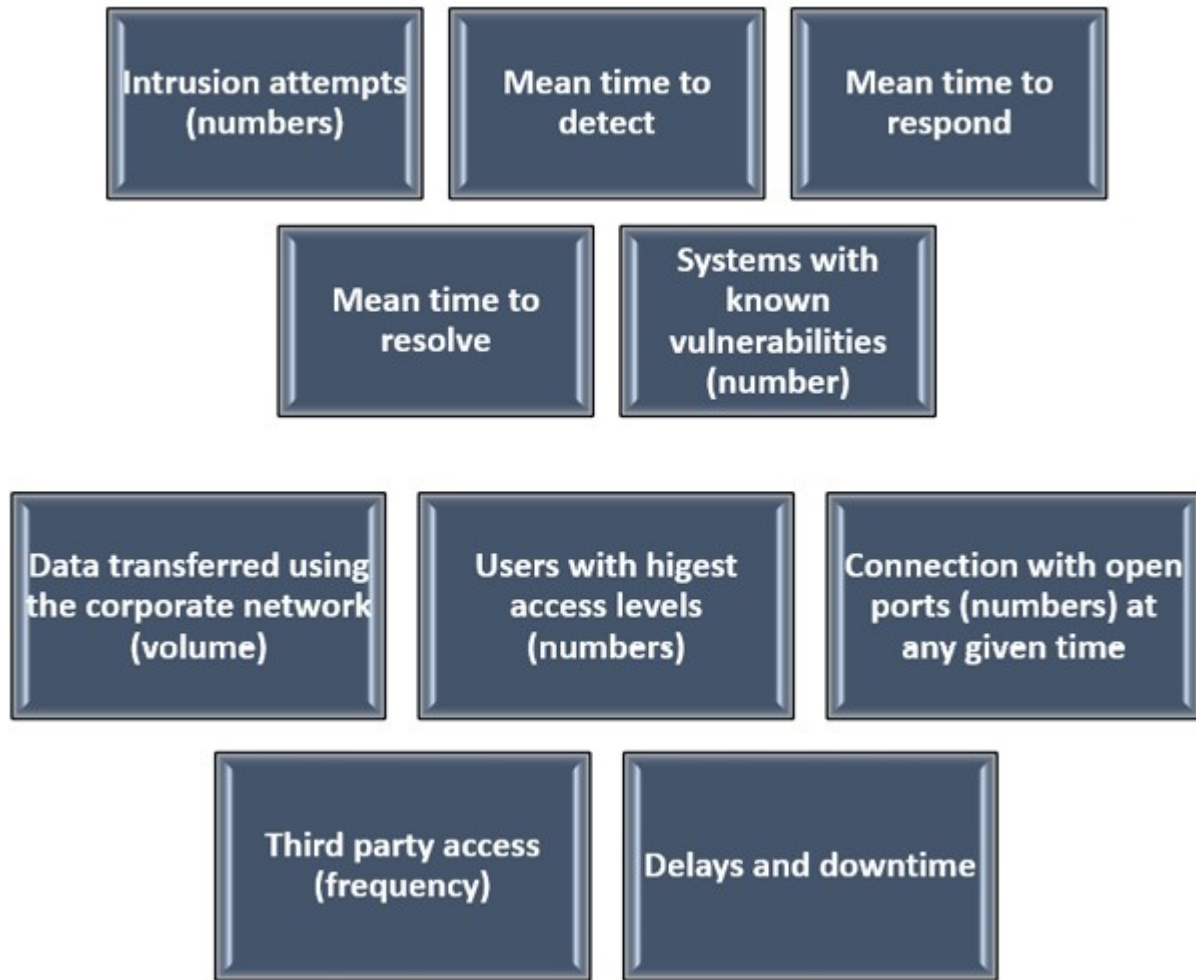 Intrusion attempts
(numbers)
Mean time to
detect
Mean time to
respond
Mean time to
resolve
Systems with
known
vulnerabilities
(number)
Data transferred using
the corporate network
(volume)
Users with higest
access levels
(numbers)
Connection with open
ports (numbers) at
any given time
Third party access
(frequency)
Delays and downtime